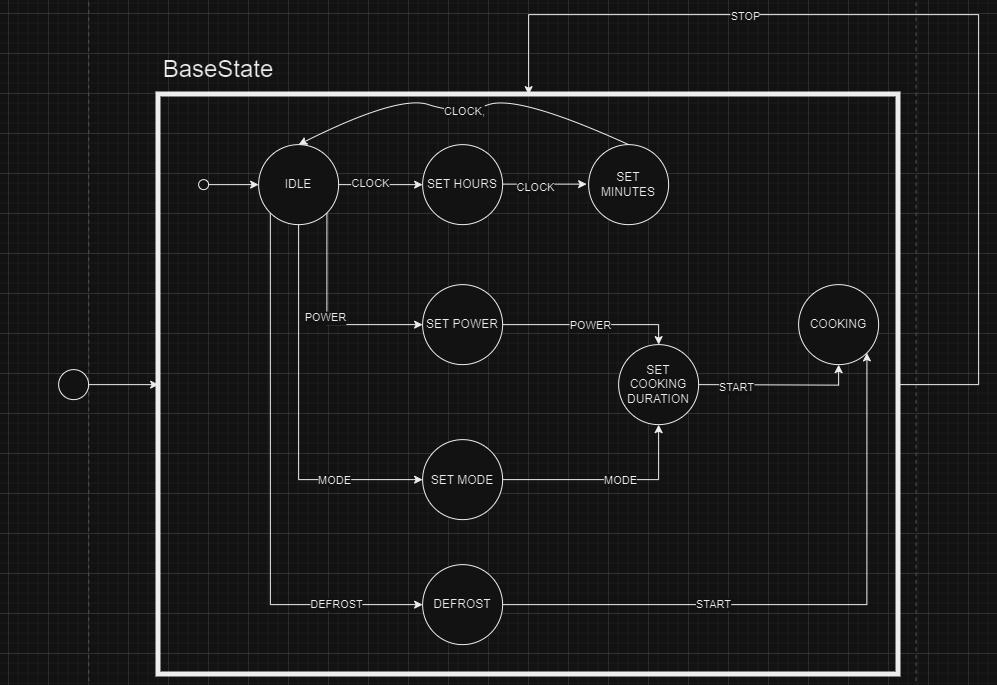 STOP
BaseState
CLOCK,
IDLE
CLOCK
SET HOURS
CLOCK
SET
MINUTES
POWER
SET POWER
POWER
COOKING
SET
COOKING
DURATION
START
MODE
SET MODE
MODE
DEFROST
DEFROST
START